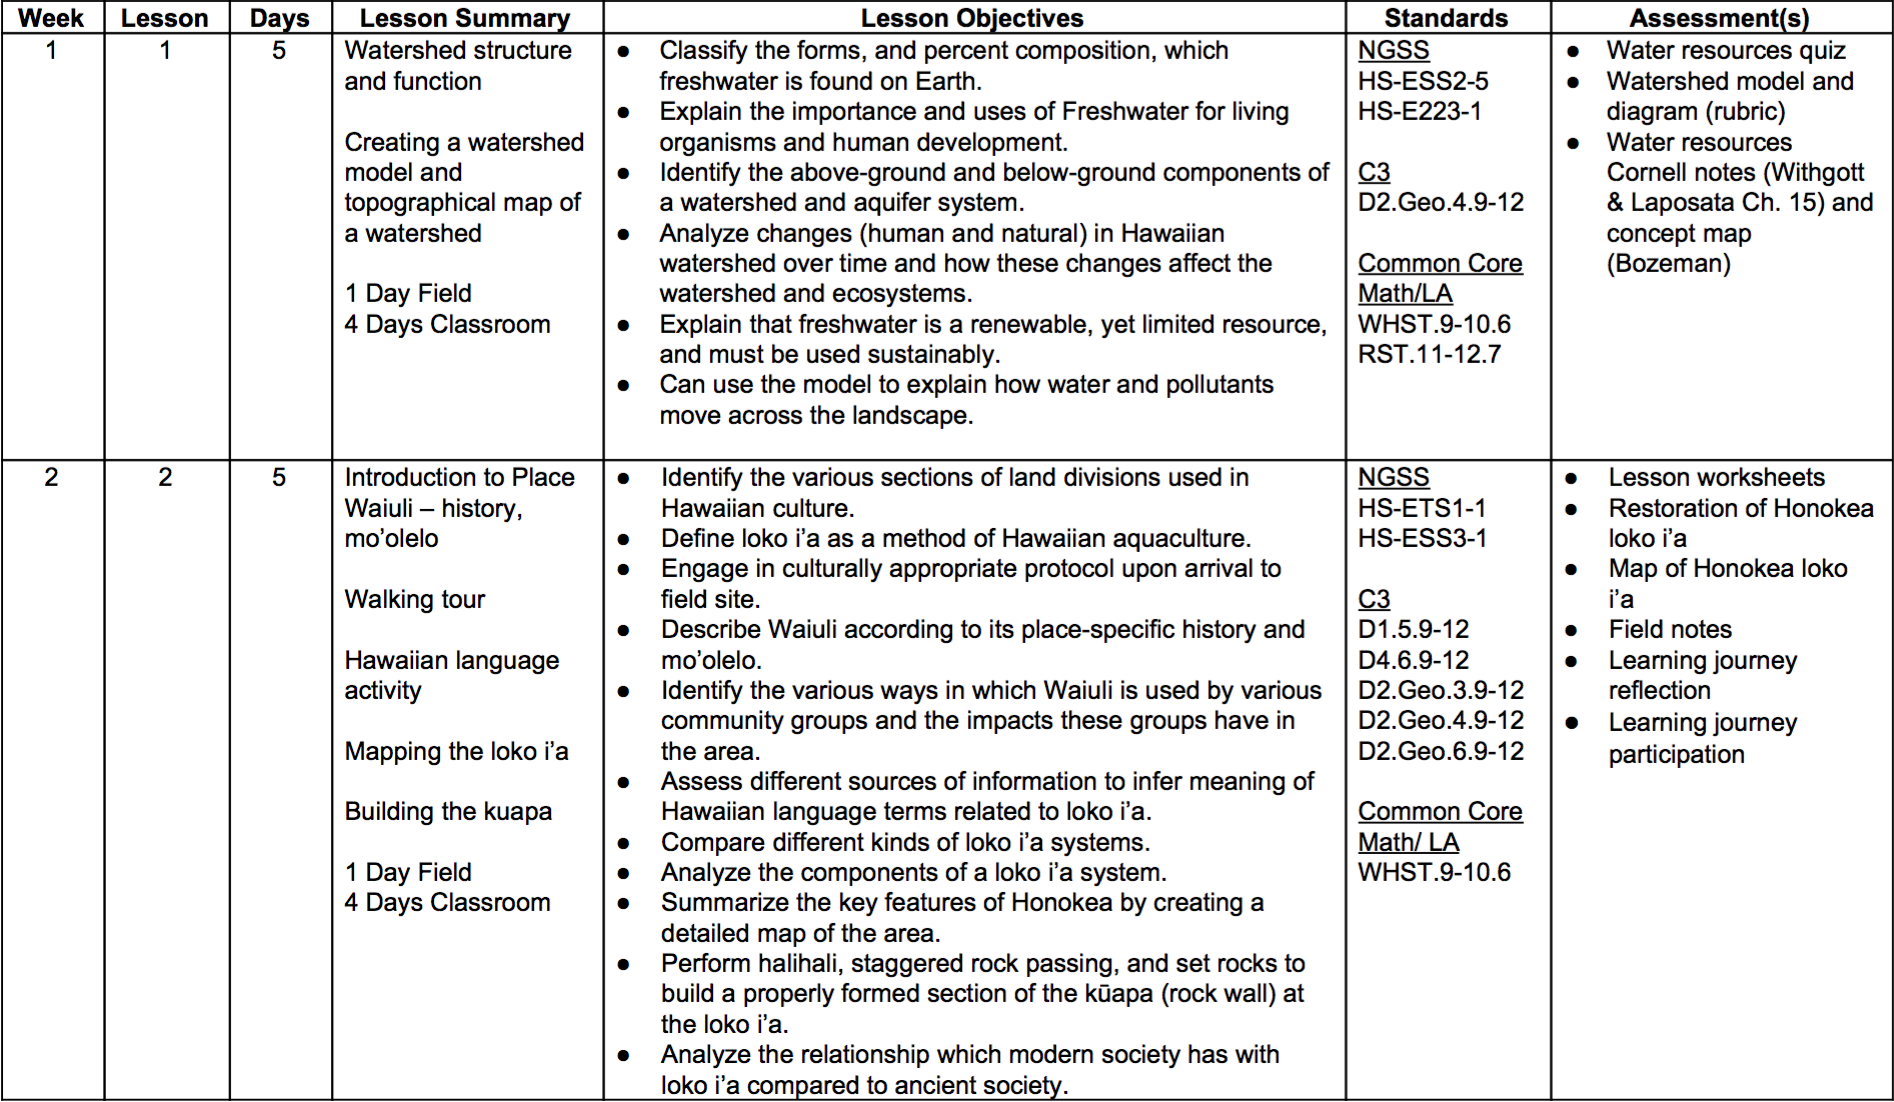 Week Lesson Days Lesson Summary Lesson Objectives Standards Assessment(s)
1
1
5
Watershed structure
and function
Creating a watershed
model and
topographical map of
a watershed
1 Day Field
4 Days Classroom
● Classify the forms, and percent composition, which
freshwater is found on Earth.
● Explain the importance and uses of Freshwater for living
organisms and human development.
● Identify the above-ground and below-ground components of
a watershed and aquifer system.
● Analyze changes (human and natural) in Hawaiian
watershed over time and how these changes affect the
watershed and ecosystems.
● Explain that freshwater is a renewable, yet limited resource,
and must be used sustainably.
● Can use the model to explain how water and pollutants
move across the landscape.
NGSS
HS-ESS2-5
HS-E223-1
C3
D2.Geo.4.9-12
Common Core
Math/LA
WHST.9-10.6
RST.11-12.7
● Water resources quiz
● Watershed model and
diagram (rubric)
● Water resources
Cornell notes (Withgott
& Laposata Ch. 15) and
concept map
(Bozeman)
2
2
5
Introduction to Place
Waiuli – history,
mo’olelo
Walking tour
Hawaiian language
activity
Mapping the loko i’a
Building the kuapa
1 Day Field
4 Days Classroom
● Identify the various sections of land divisions used in
Hawaiian culture.
● Define loko i’a as a method of Hawaiian aquaculture.
● Engage in culturally appropriate protocol upon arrival to
field site.
● Describe Waiuli according to its place-specific history and
mo’olelo.
● Identify the various ways in which Waiuli is used by various
community groups and the impacts these groups have in
the area.
● Assess different sources of information to infer meaning of
Hawaiian language terms related to loko i’a.
● Compare different kinds of loko i’a systems.
● Analyze the components of a loko i’a system.
● Summarize the key features of Honokea by creating a
detailed map of the area.
● Perform halihali, staggered rock passing, and set rocks to
build a properly formed section of the kūapa (rock wall) at
the loko i’a.
● Analyze the relationship which modern society has with
loko i’a compared to ancient society.
NGSS
HS-ETS1-1
HS-ESS3-1
C3
D1.5.9-12
D4.6.9-12
D2.Geo.3.9-12
D2.Geo.4.9-12
D2.Geo.6.9-12
Common Core
Math/ LA
WHST.9-10.6
● Lesson worksheets
● Restoration of Honokea
loko i’a
● Map of Honokea loko
i’a
● Field notes
● Learning journey
reflection
● Learning journey
participation